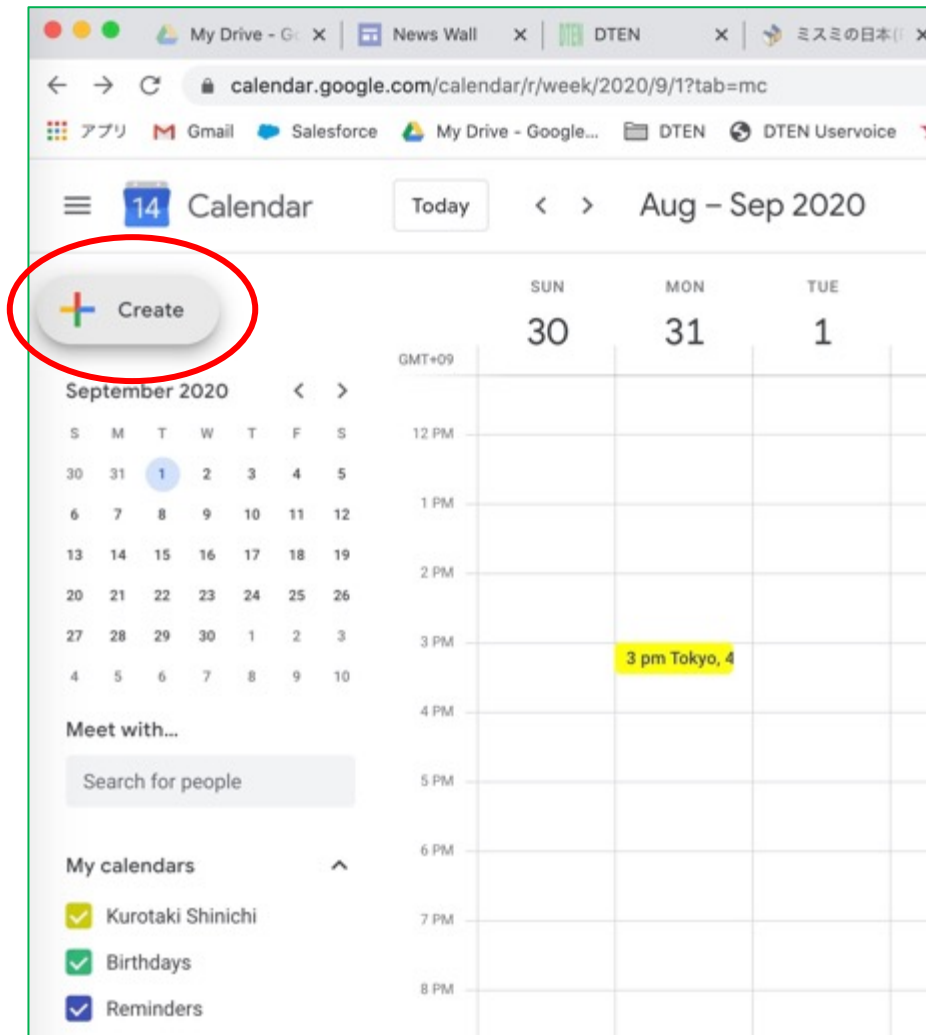 My Drive - G
News Wall
DTEN
ミスミの日本(
calendar.google.com/calendar/r/week/2020/9/1?tab=mc
アプリ Gmail Salesforce My Drive - Google... DTEN DTEN Uservoice
14 Calendar Today < > Aug – Sep 2020
Create
SUN MON TUE
30 31 1
GMT+09
September 2020 < >
S M T W T F S
30 31 1 2 3 4 5
6 7 8 9 10 11 12
13 14 15 16 17 18 19
20 21 22 23 24 25 26
27 28 29 30 1 2 3
4 5 6 7 8 9 10
12 PM
1 PM
2 PM
3 PM
3 pm Tokyo, 4
4 PM
5 PM
6 PM
7 PM
8 PM
Meet with...
Search for people
My calendars
Kurotaki Shinichi
Birthdays
Reminders